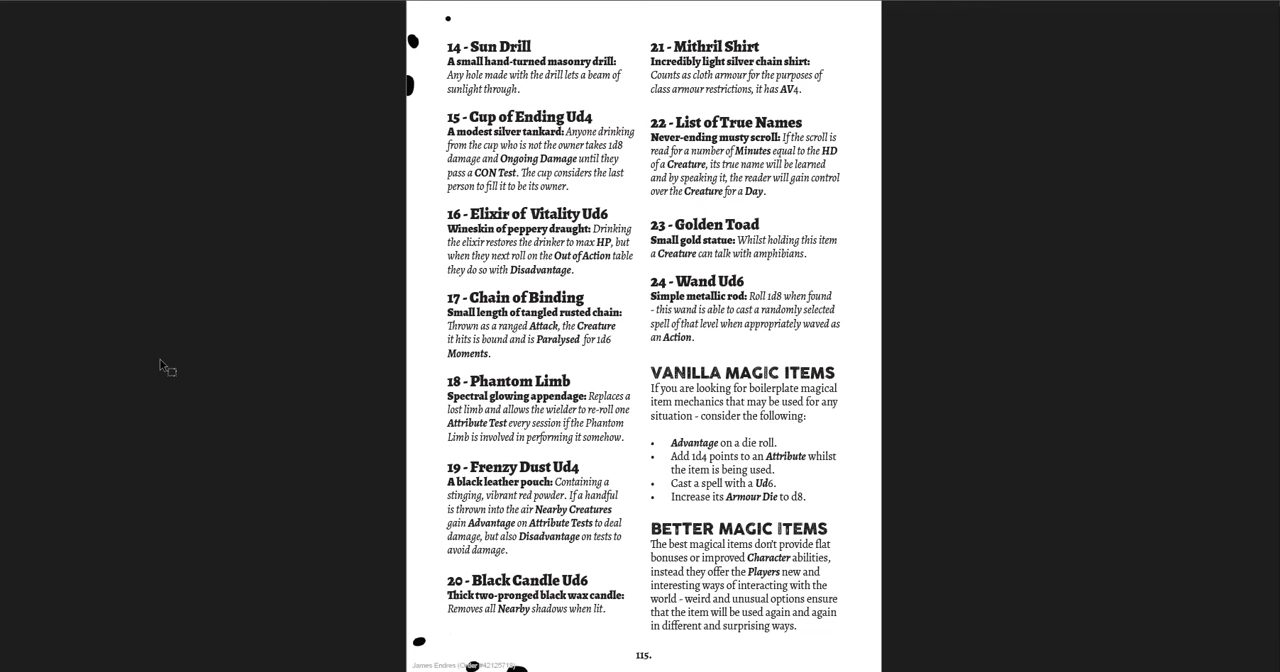 14 - Sun Drill
A small hand-turned masonry drill:
Any hole made with the drill lets a beam of
sunlight through.
15 - Cup of Ending Ud4
A modest silver tankard: Anyone drinking
from the cup who is not the owner takes 1d8
damage and Ongoing Damage until they
pass a CON Test. The cup considers the last
person to fill it to be its owner.
16 - Elixir of Vitality Ud6
Wineskin of peppery draught: Drinking
the elixir restores the drinker to max HP, but
when they next roll on the Out of Action table
they do so with Disadvantage.
17 - Chain of Binding
Small length of tangled rusted chain:
Thrown as a ranged Attack, the Creature
it hits is bound and is Paralysed for 1d6
Moments.
18 - Phantom Limb
Spectral glowing appendage: Replaces a
lost limb and allows the wielder to re-roll one
Attribute Test every session if the Phantom
Limb is involved in performing it somehow.
19 - Frenzy Dust Ud4
A black leather pouch: Containing a
stinging, vibrant red powder. If a handful
is thrown into the air Nearby Creatures
gain Advantage on Attribute Tests to deal
damage, but also Disadvantage on tests to
avoid damage.
20 - Black Candle Ud6
Thick two-pronged black wax candle:
Removes all Nearby shadows when lit.
21 - Mithril Shirt
Incredibly light silver chain shirt:
Counts as cloth armour for the purposes of
class armour restrictions, it has AV4.
22 - List of True Names
Never-ending musty scroll: If the scroll is
read for a number of Minutes equal to the HD
of a Creature, its true name will be learned
and by speaking it, the reader will gain control
over the Creature for a Day.
23 - Golden Toad
Small gold statue: Whilst holding this item
a Creature can talk with amphibians.
24 - Wand Ud6
Simple metallic rod: Roll 1d8 when found
- this wand is able to cast a randomly selected
spell of that level when appropriately waved as
an Action.
VANILLA MAGIC ITEMS
If you are looking for boilerplate magical
item mechanics that may be used for any
situation - consider the following:
• Advantage on a die roll.
• Add 1d4 points to an Attribute whilst
the item is being used.
• Cast a spell with a Ud6.
• Increase its Armour Die to d8.
BETTER MAGIC ITEMS
The best magical items don't provide flat
bonuses or improved Character abilities,
instead they offer the Players new and
interesting ways of interacting with the
world - weird and unusual options ensure
that the item will be used again and again
in different and surprising ways.
115.
James Endres